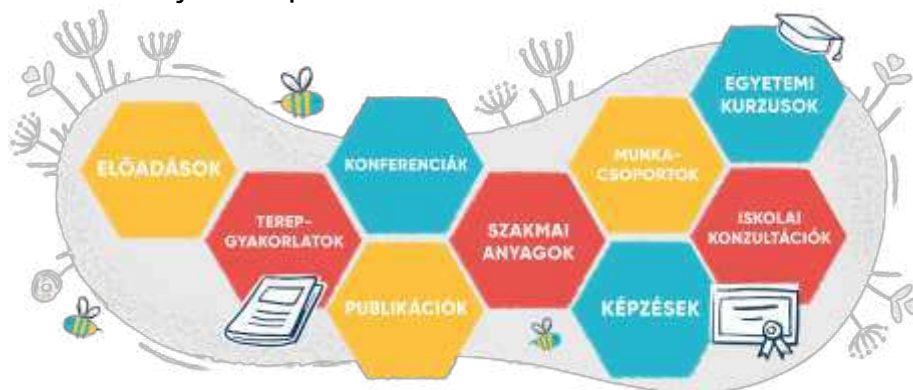 ELŐADÁSOK
TEREP-
GYAKORLATOK
KONFERENCIÁK
PUBLIKÁCIÓK
SZAKMAI
ANYAGOK
MUNKA-
CSOPORTOK
KÉPZÉSEK
EGYETEMI
KURZUSOK
ISKOLAI
KONZULTÁCIÓK